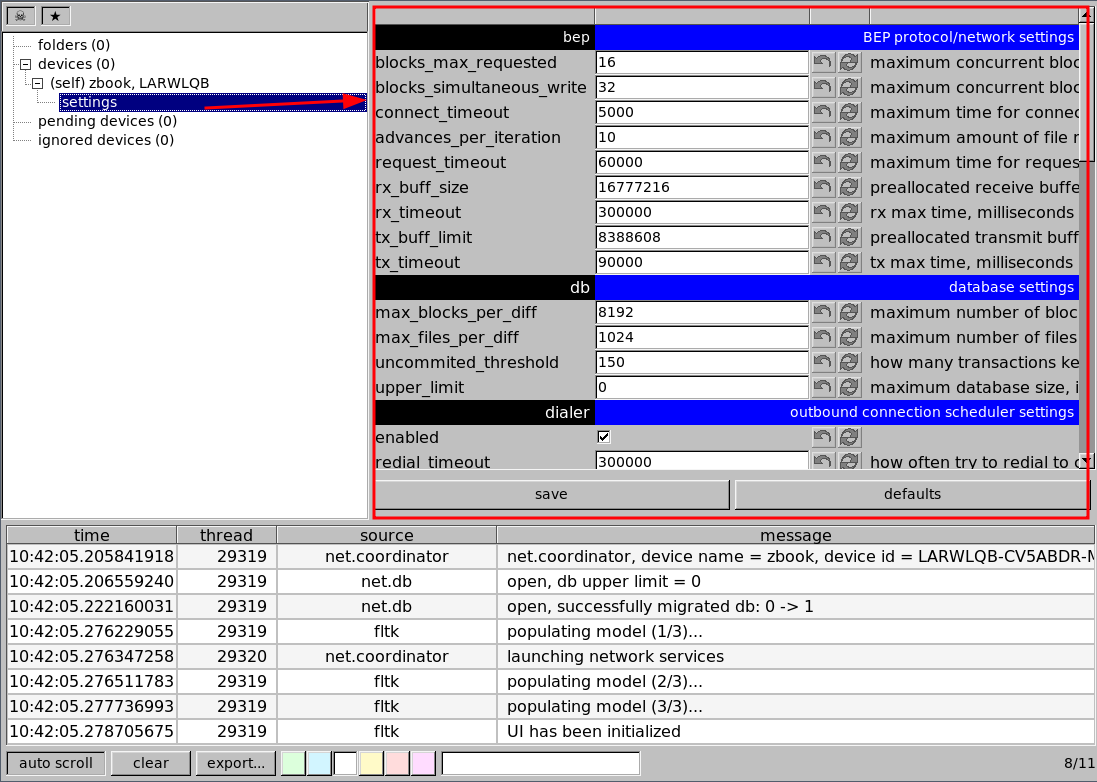 folders (0)
devices (0)
(self) zbook, LARWLQB
settings
pending devices (0)
ignored devices (0)
bep BEP protocol/network settings
blocks_max_requested 16 maximum concurrent bloc
blocks_simultaneous_write 32 maximum concurrent bloc
connect_timeout 5000 maximum time for connec
advances_per_iteration 10 maximum amount of file r
request_timeout 60000 maximum time for reques
rx_buff_size 16777216 preallocated receive buffe
rx_timeout 300000 rx max time, milliseconds
tx_buff_limit 8388608 preallocated transmit buff
tx_timeout 90000 tx max time, milliseconds
db database settings
max_blocks_per_diff 8192 maximum number of bloc
max_files_per_diff 1024 maximum number of files
uncommited_threshold 150 how many transactions ke
upper_limit 0 maximum database size, i
dialer outbound connection scheduler settings
enabled
redial_timeout 300000 how often try to redial to c
save defaults
time thread source message
10:42:05.205841918 29319 net.coordinator net.coordinator, device name = zbook, device id = LARWLQB-CV5ABDR-M
10:42:05.206559240 29319 net.db open, db upper limit = 0
10:42:05.222160031 29319 net.db open, successfully migrated db: 0 -> 1
10:42:05.276229055 29319 fltk populating model (1/3)...
10:42:05.276347258 29320 net.coordinator launching network services
10:42:05.276511783 29319 fltk populating model (2/3)...
10:42:05.277736993 29319 fltk populating model (3/3)...
10:42:05.278705675 29319 fltk UI has been initialized
auto scroll clear export... 8/11